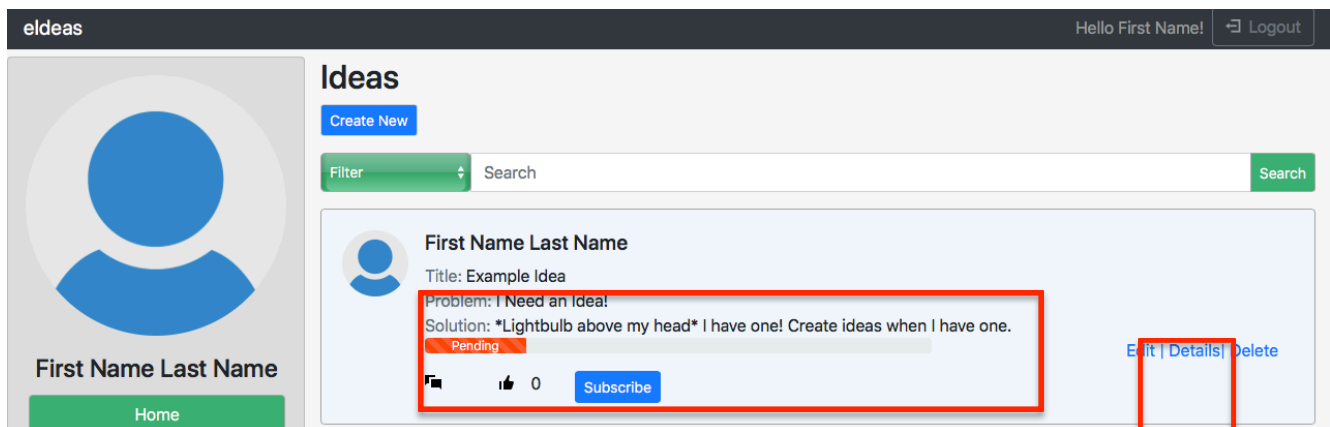 eIdeas
Hello First Name!
Logout
Ideas
Create New
Filter
Search
Search
First Name Last Name
Title: Example Idea
Problem: I Need an Idea!
Solution: *Lightbulb above my head* I have one! Create ideas when I have one.
Pending
Edit | Details| Delete
0
Subscribe
First Name Last Name
Home